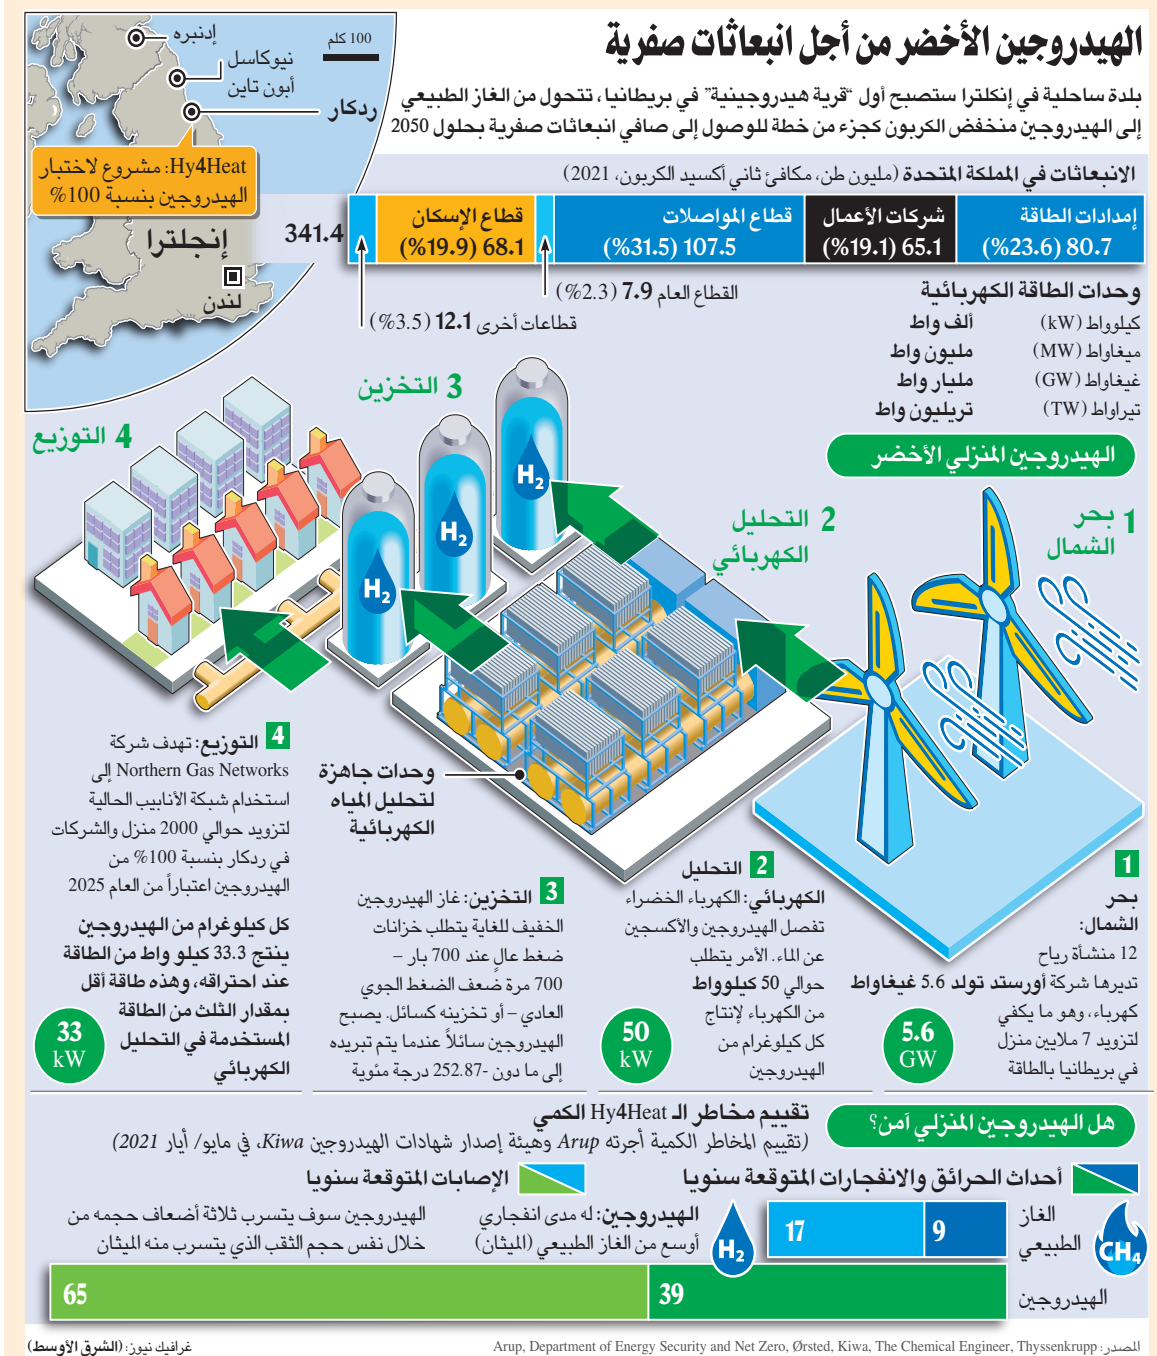 الهيدروجين الأخضر من أجل انبعاثات صفرية
بلدة ساحلية في إنكلترا ستصبح أول "قرية هيدروجينية" في بريطانيا، تتحول من الغاز الطبيعي
إلى الهيدروجين منخفض الكربون كجزء من خطة للوصول إلى صافي انبعاثات صفرية بحلول 2050
100 كلم
إدنبره
نيوكاسل
أبون تاين
ردكار
Hy4Heat: مشروع لاختبار
الهيدروجين بنسبة 100%
إنجلترا
لندن
الانبعاثات في المملكة المتحدة (مليون طن، مكافئ ثاني أكسيد الكربون، 2021)
إمدادات الطاقة
80.7 (23.6%)
شركات الأعمال
65.1 (19.1%)
قطاع المواصلات
107.5 (31.5%)
قطاع الإسكان
68.1 (19.9%)
341.4
القطاع العام 7.9 (2.3%)
قطاعات أخرى 12.1 (3.5%)
وحدات الطاقة الكهربائية
كيلوواط (kW) ألف واط
ميغاواط (MW) مليون واط
غيغاواط (GW) مليار واط
تيراواط (TW) تريليون واط
الهيدروجين المنزلي الأخضر
1 بحر
الشمال
2 التحليل
الكهربائي
3 التخزين
4 التوزيع
H2
H2
H2
وحدات جاهزة
لتحليل المياه
الكهربائية
1
بحر
الشمال:
12 منشأة رياح
تديرها شركة أورستد تولد 5.6 غيغاواط
كهرباء، وهو ما يكفي
لتزويد 7 ملايين منزل
في بريطانيا بالطاقة
5.6
GW
2 التحليل
الكهربائي: الكهرباء الخضراء
تفصل الهيدروجين والأكسجين
عن الماء. الأمر يتطلب
حوالي 50 كيلوواط
من الكهرباء لإنتاج
كل كيلوغرام من
الهيدروجين
50
kW
3 التخزين: غاز الهيدروجين
الخفيف للغاية يتطلب خزانات
ضغط عالٍ عند 700 بار –
700 مرة ضعف الضغط الجوي
العادي – أو تخزينه كسائل. يصبح
الهيدروجين سائلاً عندما يتم تبريده
إلى ما دون -252.87 درجة مئوية
4 التوزيع: تهدف شركة
Northern Gas Networks إلى
استخدام شبكة الأنابيب الحالية
لتزويد حوالي 2000 منزل والشركات
في ردكار بنسبة 100% من
الهيدروجين اعتباراً من العام 2025
كل كيلوغرام من الهيدروجين
ينتج 33.3 كيلو واط من الطاقة
عند احتراقه، وهذه طاقة أقل
بمقدار الثلث من الطاقة
المستخدمة في التحليل
الكهربائي
33
kW
هل الهيدروجين المنزلي آمن؟
تقييم مخاطر الـ Hy4Heat الكمي
(تقييم المخاطر الكمية أجرته Arup وهيئة إصدار شهادات الهيدروجين Kiwa، في مايو/ أيار 2021)
أحداث الحرائق والانفجارات المتوقعة سنويا
الإصابات المتوقعة سنويا
CH4
الغاز
الطبيعي
9
17
H2
الهيدروجين: له مدى انفجاري
أوسع من الغاز الطبيعي (الميثان)
الهيدروجين سوف يتسرب ثلاثة أضعاف حجمه من
خلال نفس حجم الثقب الذي يتسرب منه الميثان
الهيدروجين
39
65
المصدر: Arup, Department of Energy Security and Net Zero, Ørsted, Kiwa, The Chemical Engineer, Thyssenkrupp
غرافيك نيوز: (الشرق الأوسط)